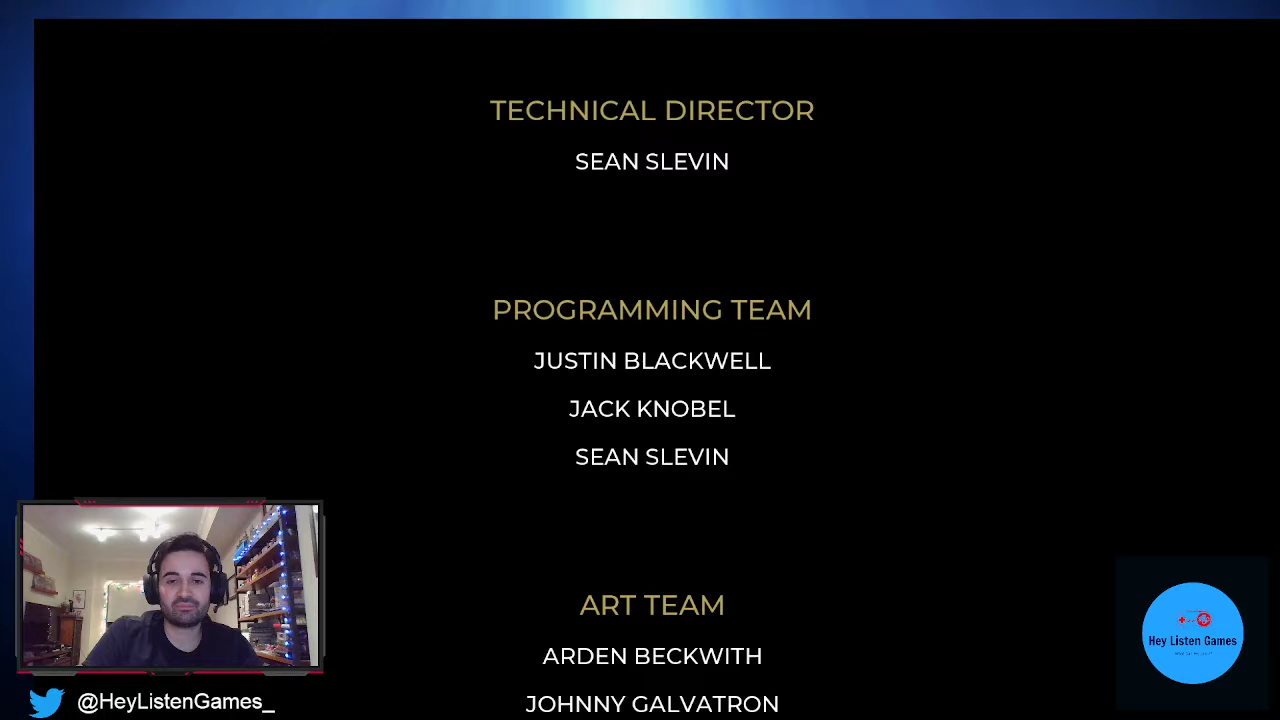 TECHNICAL DIRECTOR
SEAN SLEVIN
PROGRAMMING TEAM
JUSTIN BLACKWELL
JACK KNOBEL
SEAN SLEVIN
ART TEAM
ARDEN BECKWITH
JOHNNY GALVATRON
Hey Listen Games
@HeyListenGames_